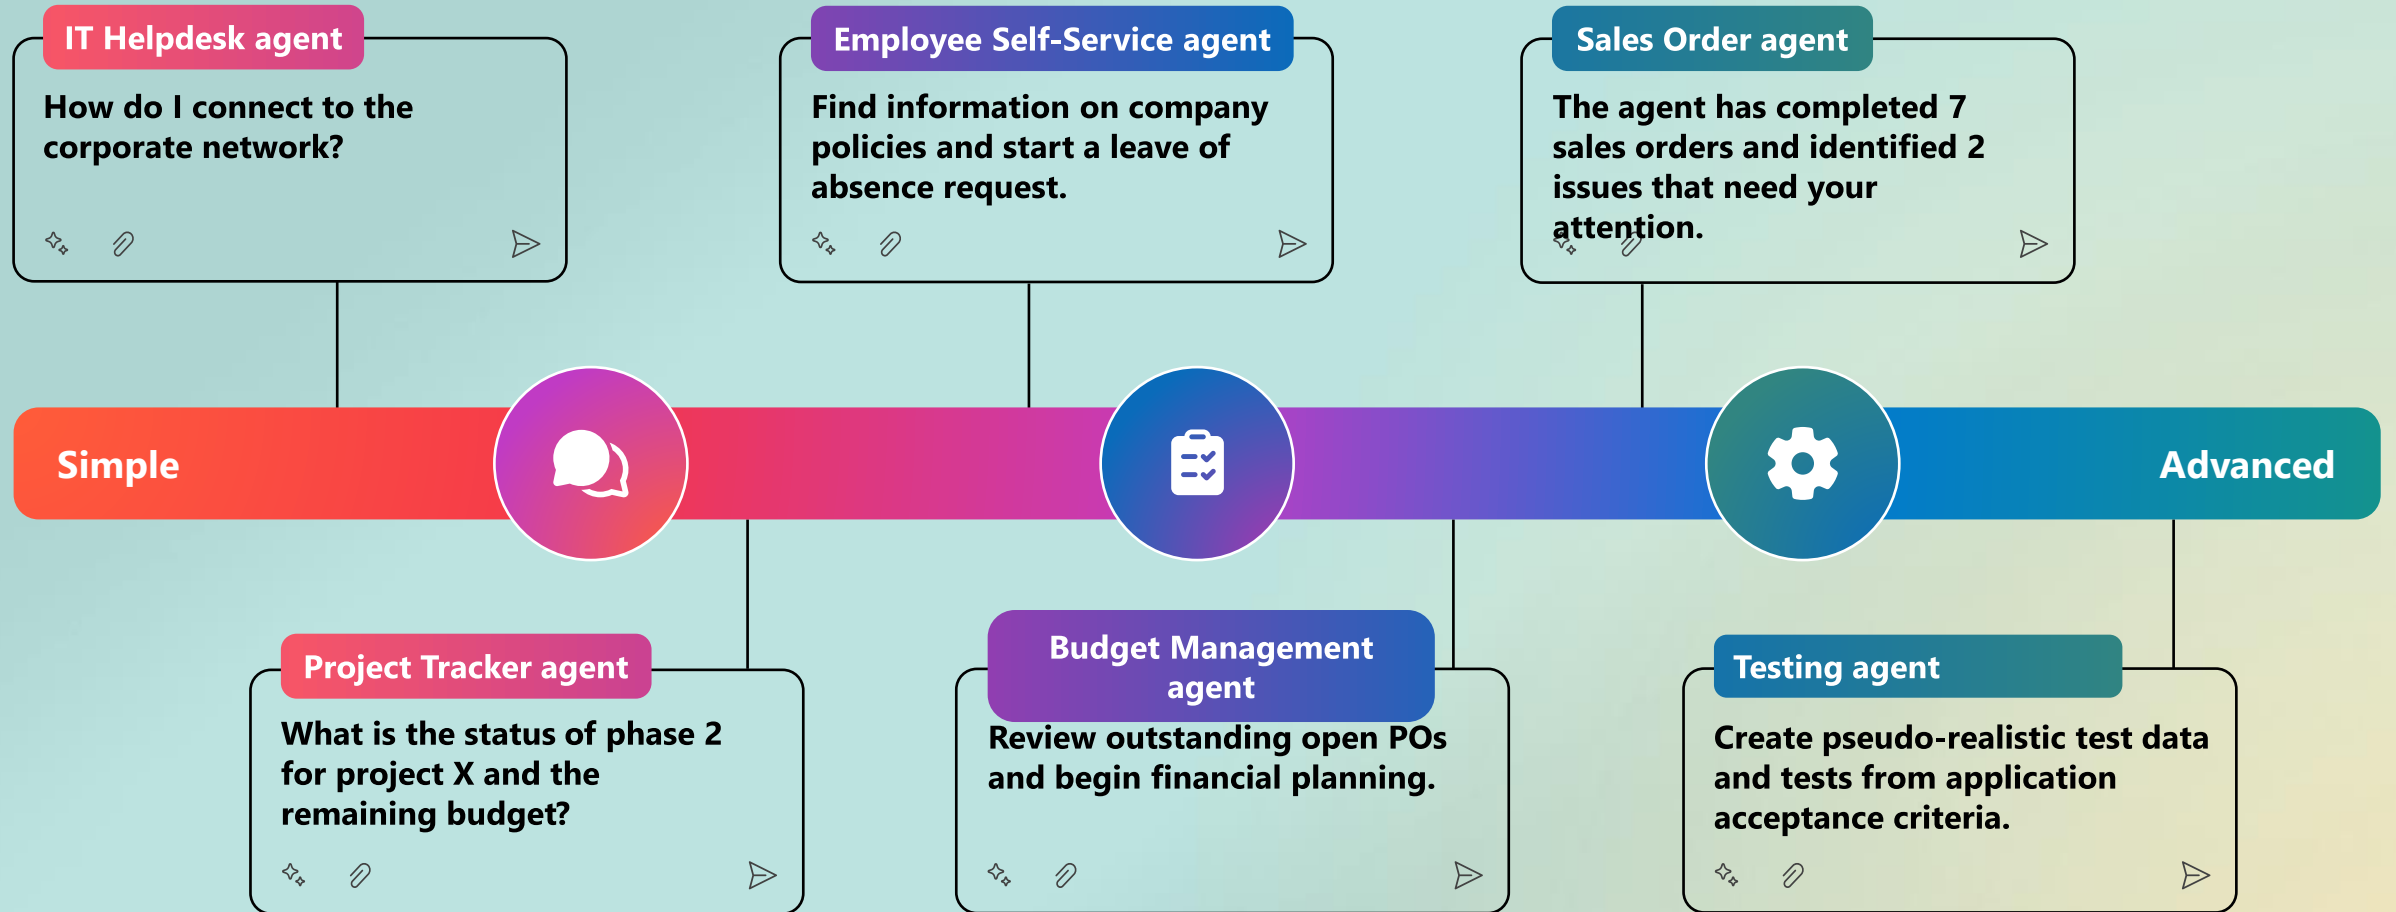 IT Helpdesk agent
How do I connect to the
corporate network?
Employee Self-Service agent
Find information on company
policies and start a leave of
absence request.
Sales Order agent
The agent has completed 7
sales orders and identified 2
issues that need your
attention.
Simple
Advanced
Project Tracker agent
What is the status of phase 2
for project X and the
remaining budget?
Budget Management
agent
Review outstanding open POs
and begin financial planning.
Testing agent
Create pseudo-realistic test data
and tests from application
acceptance criteria.